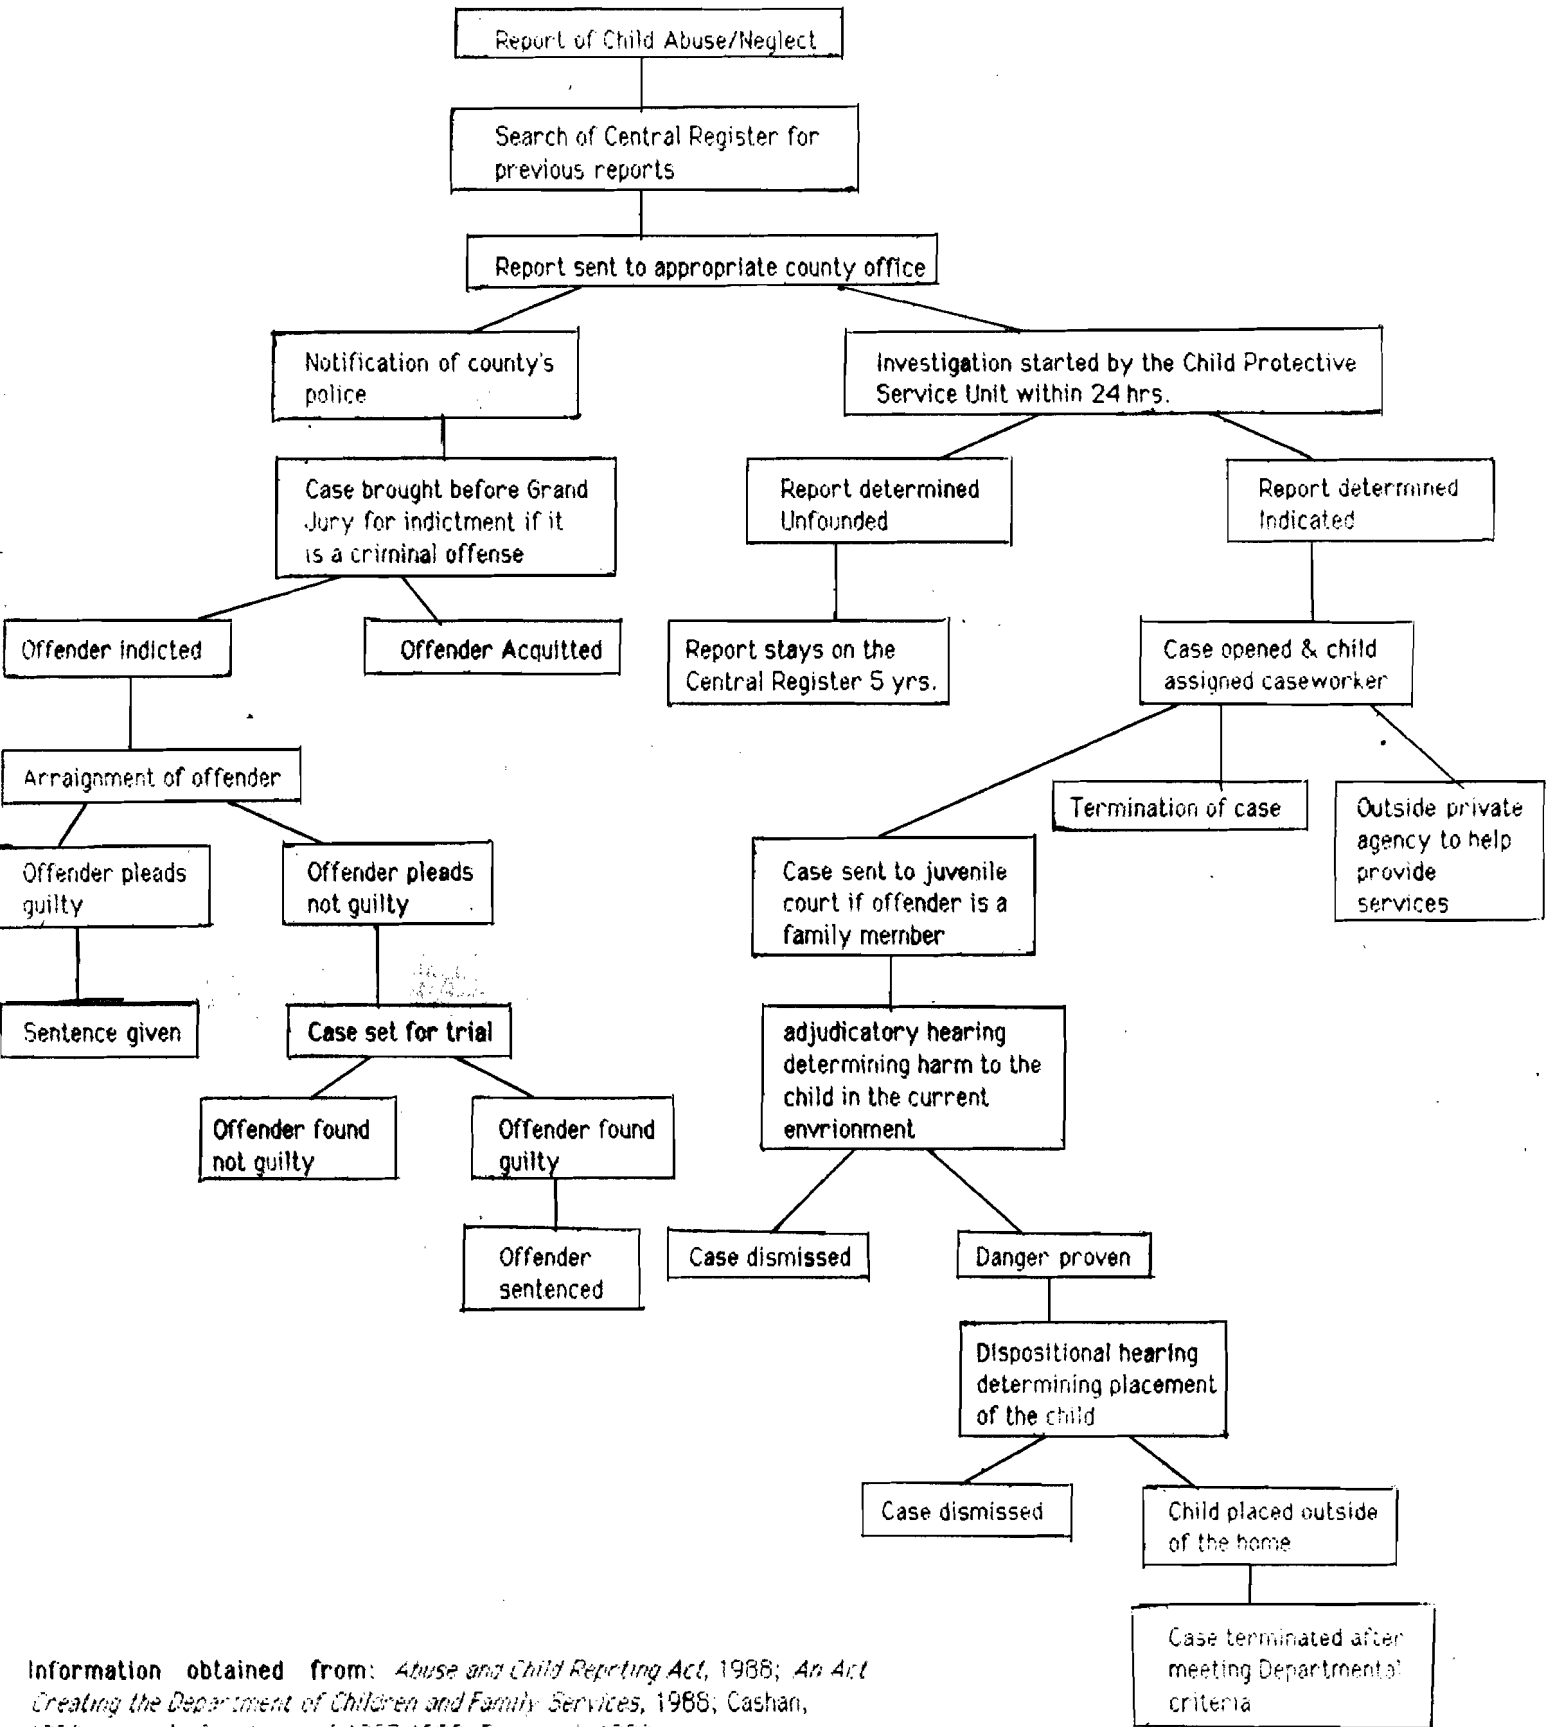 Report of Child Abuse/Neglect
Search of Central Register for
previous reports
Report sent to appropriate county office
Notification of county's
police
Investigation started by the Child Protective
Service Unit within 24 hrs.
Case brought before Grand
Jury for indictment if it
is a criminal offense
Report determined
Unfounded
Report determined
Indicated
Offender indicted
Offender Acquitted
Report stays on the
Central Register 5 yrs.
Case opened & child
assigned caseworker
Arraignment of offender
Termination of case
Outside private
agency to help
provide
services
Offender pleads
guilty
Offender pleads
not guilty
Case sent to juvenile
court if offender is a
family member
Sentence given
Case set for trial
adjudicatory hearing
determining harm to the
child in the current
envrionment
Offender found
not guilty
Offender found
guilty
Offender
sentenced
Case dismissed
Danger proven
Dispositional hearing
determining placement
of the child
Case dismissed
Child placed outside
of the home
Case terminated after
meeting Departmental
criteria
Information obtained from: Abuse and Child Reprting Act, 1988; An Act
Creating the Department of Children and Family Services, 1988; Cashan,